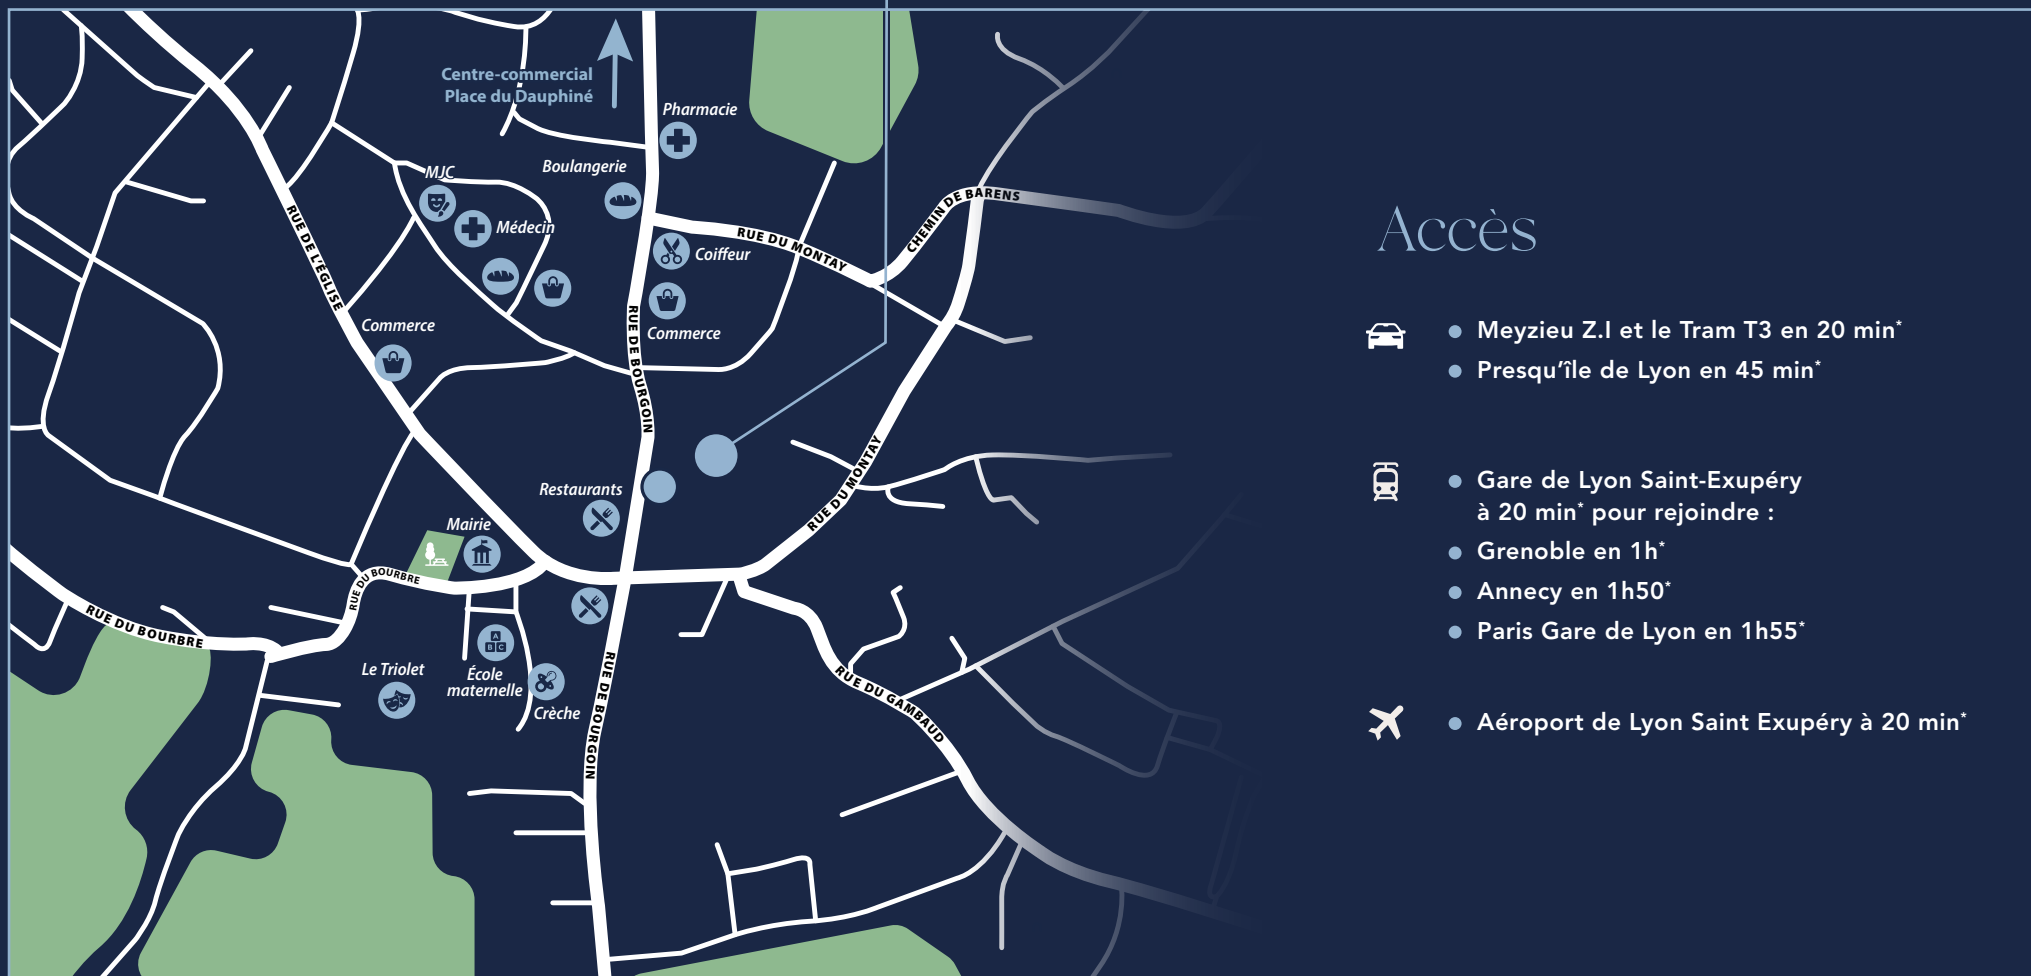 Centre-commercial
Place du Dauphiné
Pharmacie
Boulangerie
MJC
Médecin
RUE DE L'ÉGLISE
RUE DU MONTAY
CHEMIN DE BARENS
Coiffeur
Commerce
RUE DE BOURGOIN
Commerce
RUE DU MONTAY
Restaurants
Mairie
RUE DU BOURBRE
RUE DU BOURBRE
Le Triolet
A
B C
École
maternelle
Crèche
RUE DE BOURGOIN
RUE DU GAMBAUD
Accès
Meyzieu Z.I et le Tram T3 en 20 min*
Presqu'île de Lyon en 45 min*
Gare de Lyon Saint-Exupéry
à 20 min* pour rejoindre :
Grenoble en 1h*
Annecy en 1h50*
Paris Gare de Lyon en 1h55*
Aéroport de Lyon Saint Exupéry à 20 min*